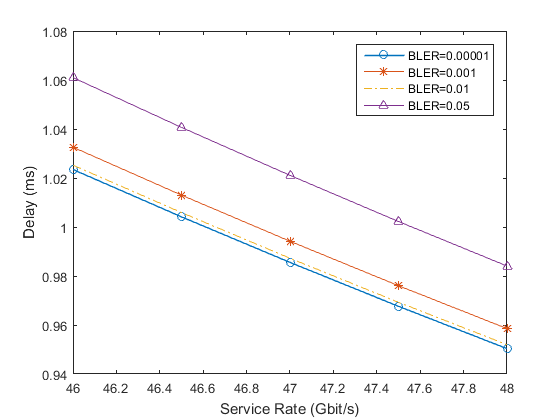 1.08
1.06
1.04
1.02
1
0.98
0.96
0.94
Delay (ms)
BLER=0.00001
BLER=0.001
BLER=0.01
BLER=0.05
46 46.2 46.4 46.6 46.8 47 47.2 47.4 47.6 47.8 48
Service Rate (Gbit/s)